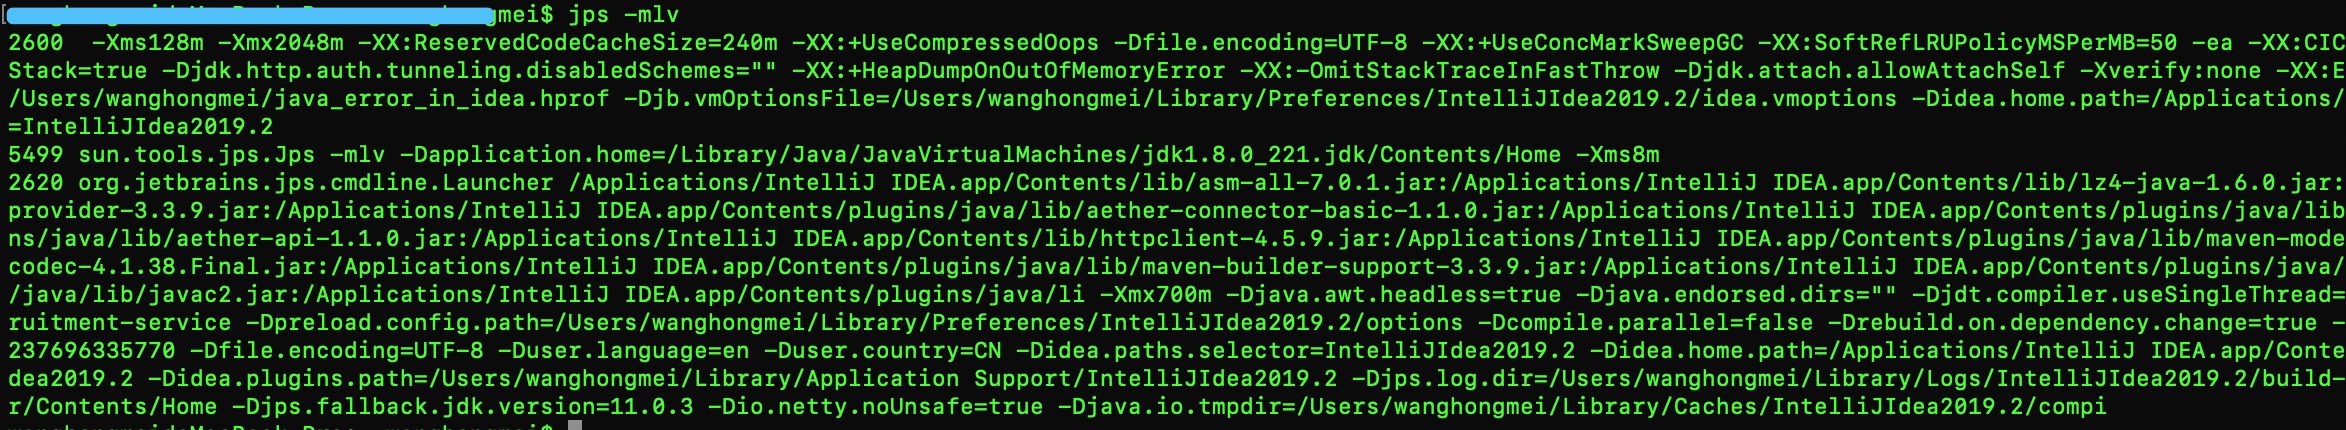 mei$ jps -mlv
2600  -Xms128m -Xmx2048m -XX:ReservedCodeCacheSize=240m -XX:+UseCompressedOops -Dfile.encoding=UTF-8 -XX:+UseConcMarkSweepGC -XX:SoftRefLRUPolicyMSPerMB=50 -ea -XX:CIC
Stack=true -Djdk.http.auth.tunneling.disabledSchemes="" -XX:+HeapDumpOnOutOfMemoryError -XX:-OmitStackTraceInFastThrow -Djdk.attach.allowAttachSelf -Xverify:none -XX:E
/Users/wanghongmei/java_error_in_idea.hprof -Djb.vmOptionsFile=/Users/wanghongmei/Library/Preferences/IntelliJIdea2019.2/idea.vmoptions -Didea.home.path=/Applications/
=IntelliJIdea2019.2
5499 sun.tools.jps.Jps -mlv -Dapplication.home=/Library/Java/JavaVirtualMachines/jdk1.8.0_221.jdk/Contents/Home -Xms8m
2620 org.jetbrains.jps.cmdline.Launcher /Applications/IntelliJ IDEA.app/Contents/lib/asm-all-7.0.1.jar:/Applications/IntelliJ IDEA.app/Contents/lib/lz4-java-1.6.0.jar:
provider-3.3.9.jar:/Applications/IntelliJ IDEA.app/Contents/plugins/java/lib/aether-connector-basic-1.1.0.jar:/Applications/IntelliJ IDEA.app/Contents/plugins/java/lib
ns/java/lib/aether-api-1.1.0.jar:/Applications/IntelliJ IDEA.app/Contents/lib/httpclient-4.5.9.jar:/Applications/IntelliJ IDEA.app/Contents/plugins/java/lib/maven-mode
codec-4.1.38.Final.jar:/Applications/IntelliJ IDEA.app/Contents/plugins/java/lib/maven-builder-support-3.3.9.jar:/Applications/IntelliJ IDEA.app/Contents/plugins/java/
/java/lib/javac2.jar:/Applications/IntelliJ IDEA.app/Contents/plugins/java/li -Xmx700m -Djava.awt.headless=true -Djava.endorsed.dirs="" -Djdt.compiler.useSingleThread=
ruitment-service -Dpreload.config.path=/Users/wanghongmei/Library/Preferences/IntelliJIdea2019.2/options -Dcompile.parallel=false -Drebuild.on.dependency.change=true -
237696335770 -Dfile.encoding=UTF-8 -Duser.language=en -Duser.country=CN -Didea.paths.selector=IntelliJIdea2019.2 -Didea.home.path=/Applications/IntelliJ IDEA.app/Conte
dea2019.2 -Didea.plugins.path=/Users/wanghongmei/Library/Application Support/IntelliJIdea2019.2 -Djps.log.dir=/Users/wanghongmei/Library/Logs/IntelliJIdea2019.2/build-
r/Contents/Home -Djps.fallback.jdk.version=11.0.3 -Dio.netty.noUnsafe=true -Djava.io.tmpdir=/Users/wanghongmei/Library/Caches/IntelliJIdea2019.2/compi